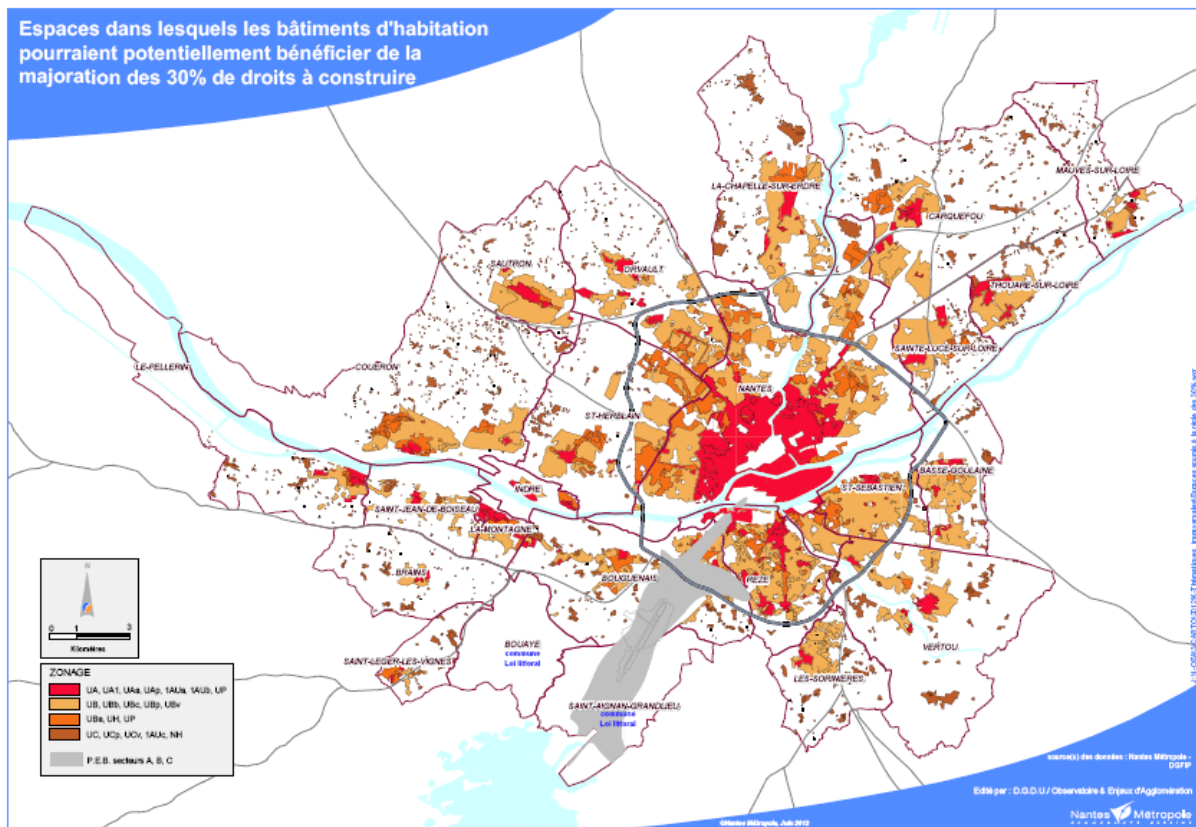 Espaces dans lesquels les bâtiments d'habitation
pourraient potentiellement bénéficier de la
majoration des 30% de droits à construire
MAUVES-SUR-LOIRE
LA-CHAPELLE-SUR-ERDRE
CARQUEFOU
SAUTRON
ORVAULT
THOUARE-SUR-LOIRE
SAINTE-LUCE-SUR-LOIRE
LE-PELLERIN
COUËRON
NANTES
ST-HERBLAIN
BASSE-GOULAINE
INDRE
ST-SEBASTIEN
SAINT-JEAN-DE-BOISEAU
LA-MONTAGNE
BRAINS
BOUGUENAIS
REZE
N
0 1 3
Kilomètres
BOUAYE
commune
Loi littoral
VERTOU
SAINT-LEGER-LES-VIGNES
LES-SORINIERES
SAINT-AIGNAN-GRANDLIEU
commune
Loi littoral
ZONAGE
UA, UA1, UAa, UAp, 1AUa, 1AUb, UP
UB, UBb, UBc, UBp, UBv
UBa, UH, UP
UC, UCp, UCv, 1AUc, NH
P.E.B. secteurs A, B, C
source(s) des données : Nantes Métropole -
DGFIP
Edité par : D.G.D.U./ Observatoire & Enjeux d'Agglomération
©Nantes Métropole, Juin 2012
Nantes Métropole